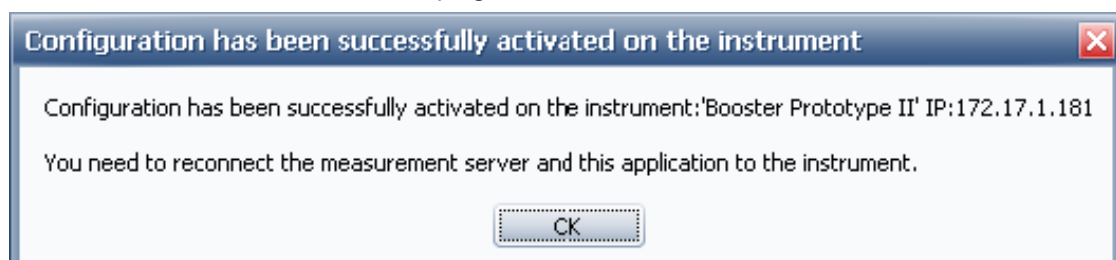 Configuration has been successfully activated on the instrument
Configuration has been successfully activated on the instrument:'Booster Prototype II' IP:172.17.1.181
You need to reconnect the measurement server and this application to the instrument.
OK